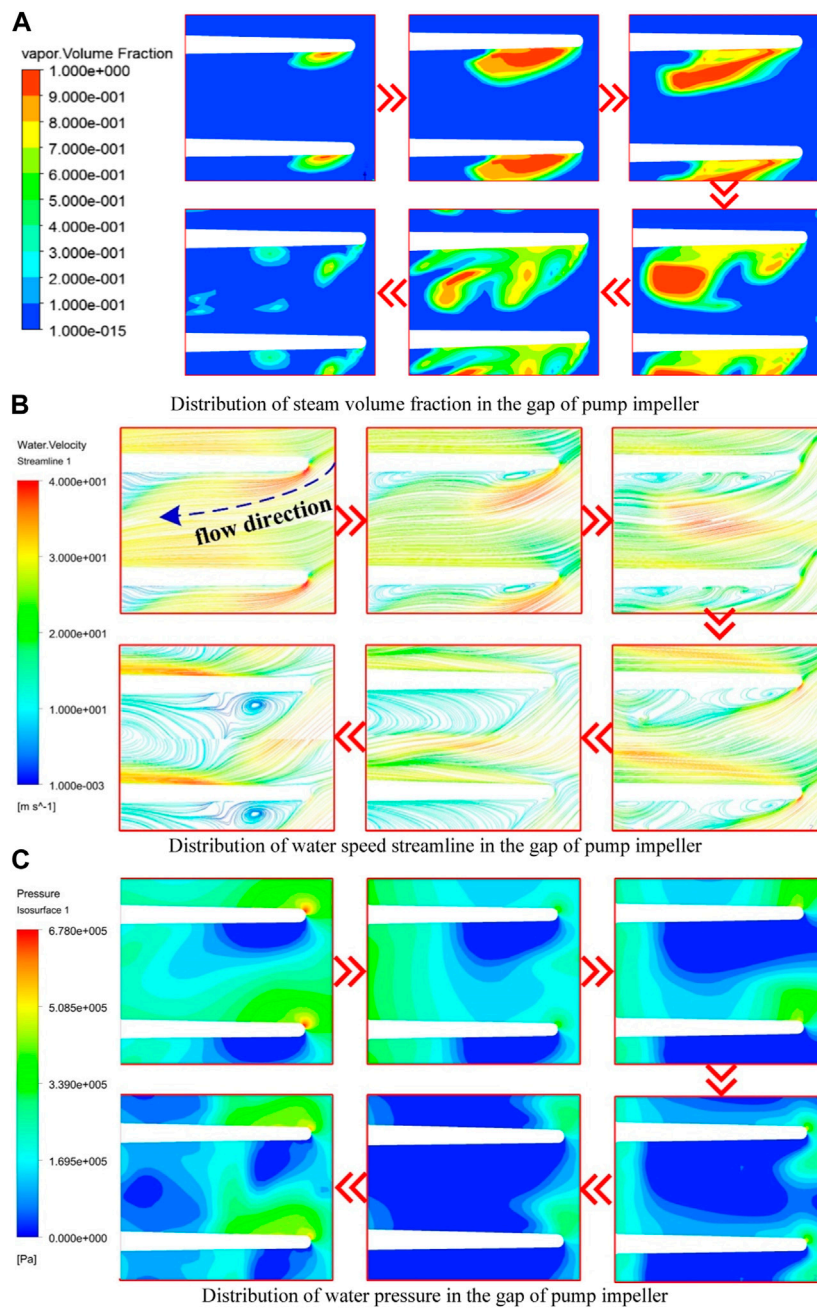 A
vapor.Volume Fraction
1.000e+000
9.000e-001
8.000e-001
7.000e-001
6.000e-001
5.000e-001
4.000e-001
3.000e-001
2.000e-001
1.000e-001
1.000e-015
Distribution of steam volume fraction in the gap of pump impeller
B
Water.Velocity
Streamline 1
4.000e+001
3.000e+001
2.000e+001
1.000e+001
1.000e-003
[m s^-1]
flow direction
Distribution of water speed streamline in the gap of pump impeller
C
Pressure
Isosurface 1
6.780e+005
5.085e+005
3.390e+005
1.695e+005
0.000e+000
[Pa]
Distribution of water pressure in the gap of pump impeller